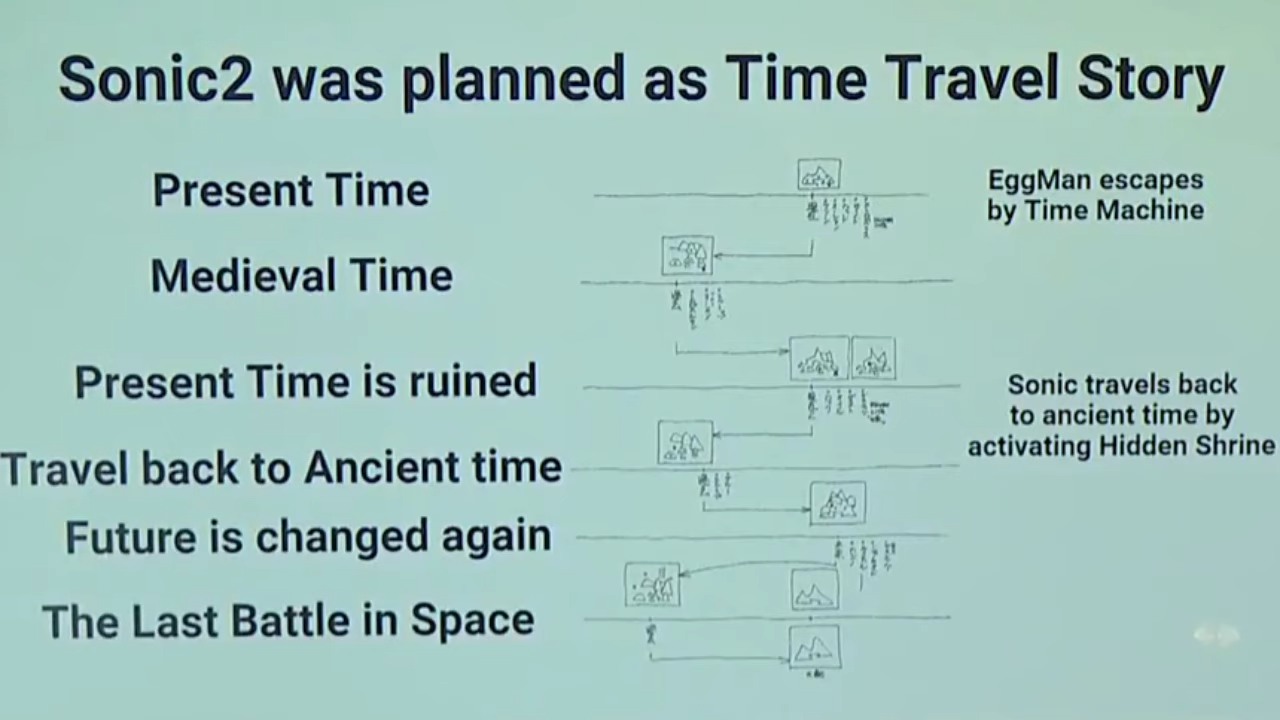 Sonic2 was planned as Time Travel Story
Present Time
EggMan escapes
by Time Machine
Medieval Time
Present Time is ruined
Sonic travels back
to ancient time by
activating Hidden Shrine
Travel back to Ancient time
Future is changed again
The Last Battle in Space